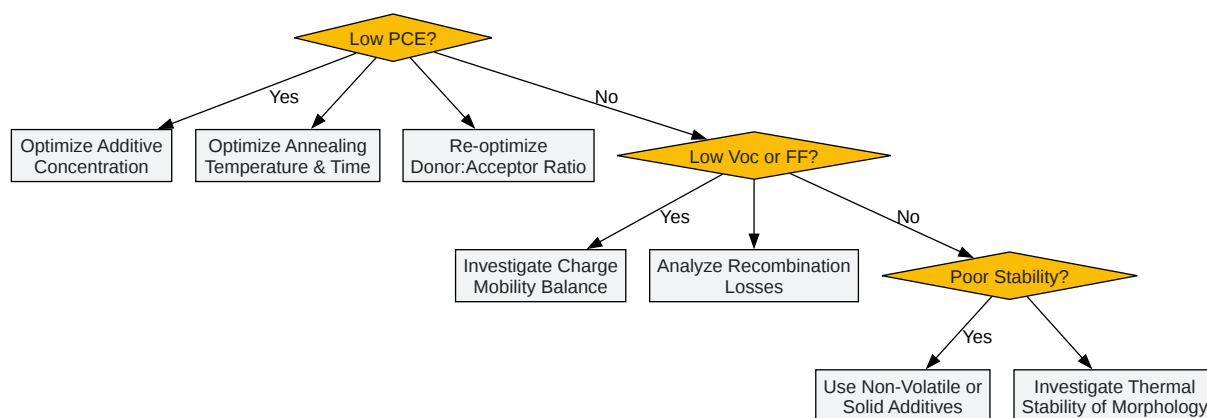 Low PCE?
Yes
No
Optimize Additive
Concentration
Optimize Annealing
Temperature & Time
Re-optimize
Donor:Acceptor Ratio
Low Voc or FF?
Yes
No
Investigate Charge
Mobility Balance
Analyze Recombination
Losses
Poor Stability?
Yes
Use Non-Volatile or
Solid Additives
Investigate Thermal
Stability of Morphology